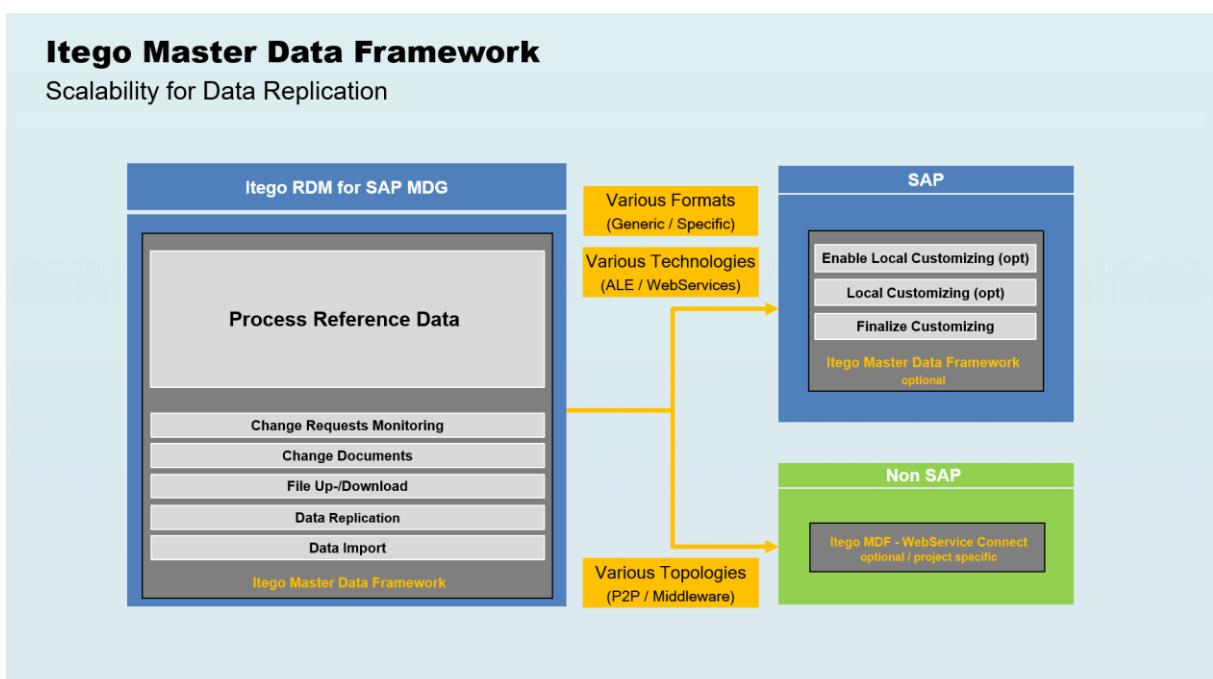 Itego Master Data Framework
Scalability for Data Replication
Itego RDM for SAP MDG
Process Reference Data
Change Requests Monitoring
Change Documents
File Up-/Download
Data Replication
Data Import
Itego Master Data Framework
Various Formats
(Generic / Specific)
Various Technologies
(ALE / WebServices)
Various Topologies
(P2P / Middleware)
SAP
Enable Local Customizing (opt)
Local Customizing (opt)
Finalize Customizing
Itego Master Data Framework
optional
Non SAP
Itego MDF - WebService Connect
optional / project specific